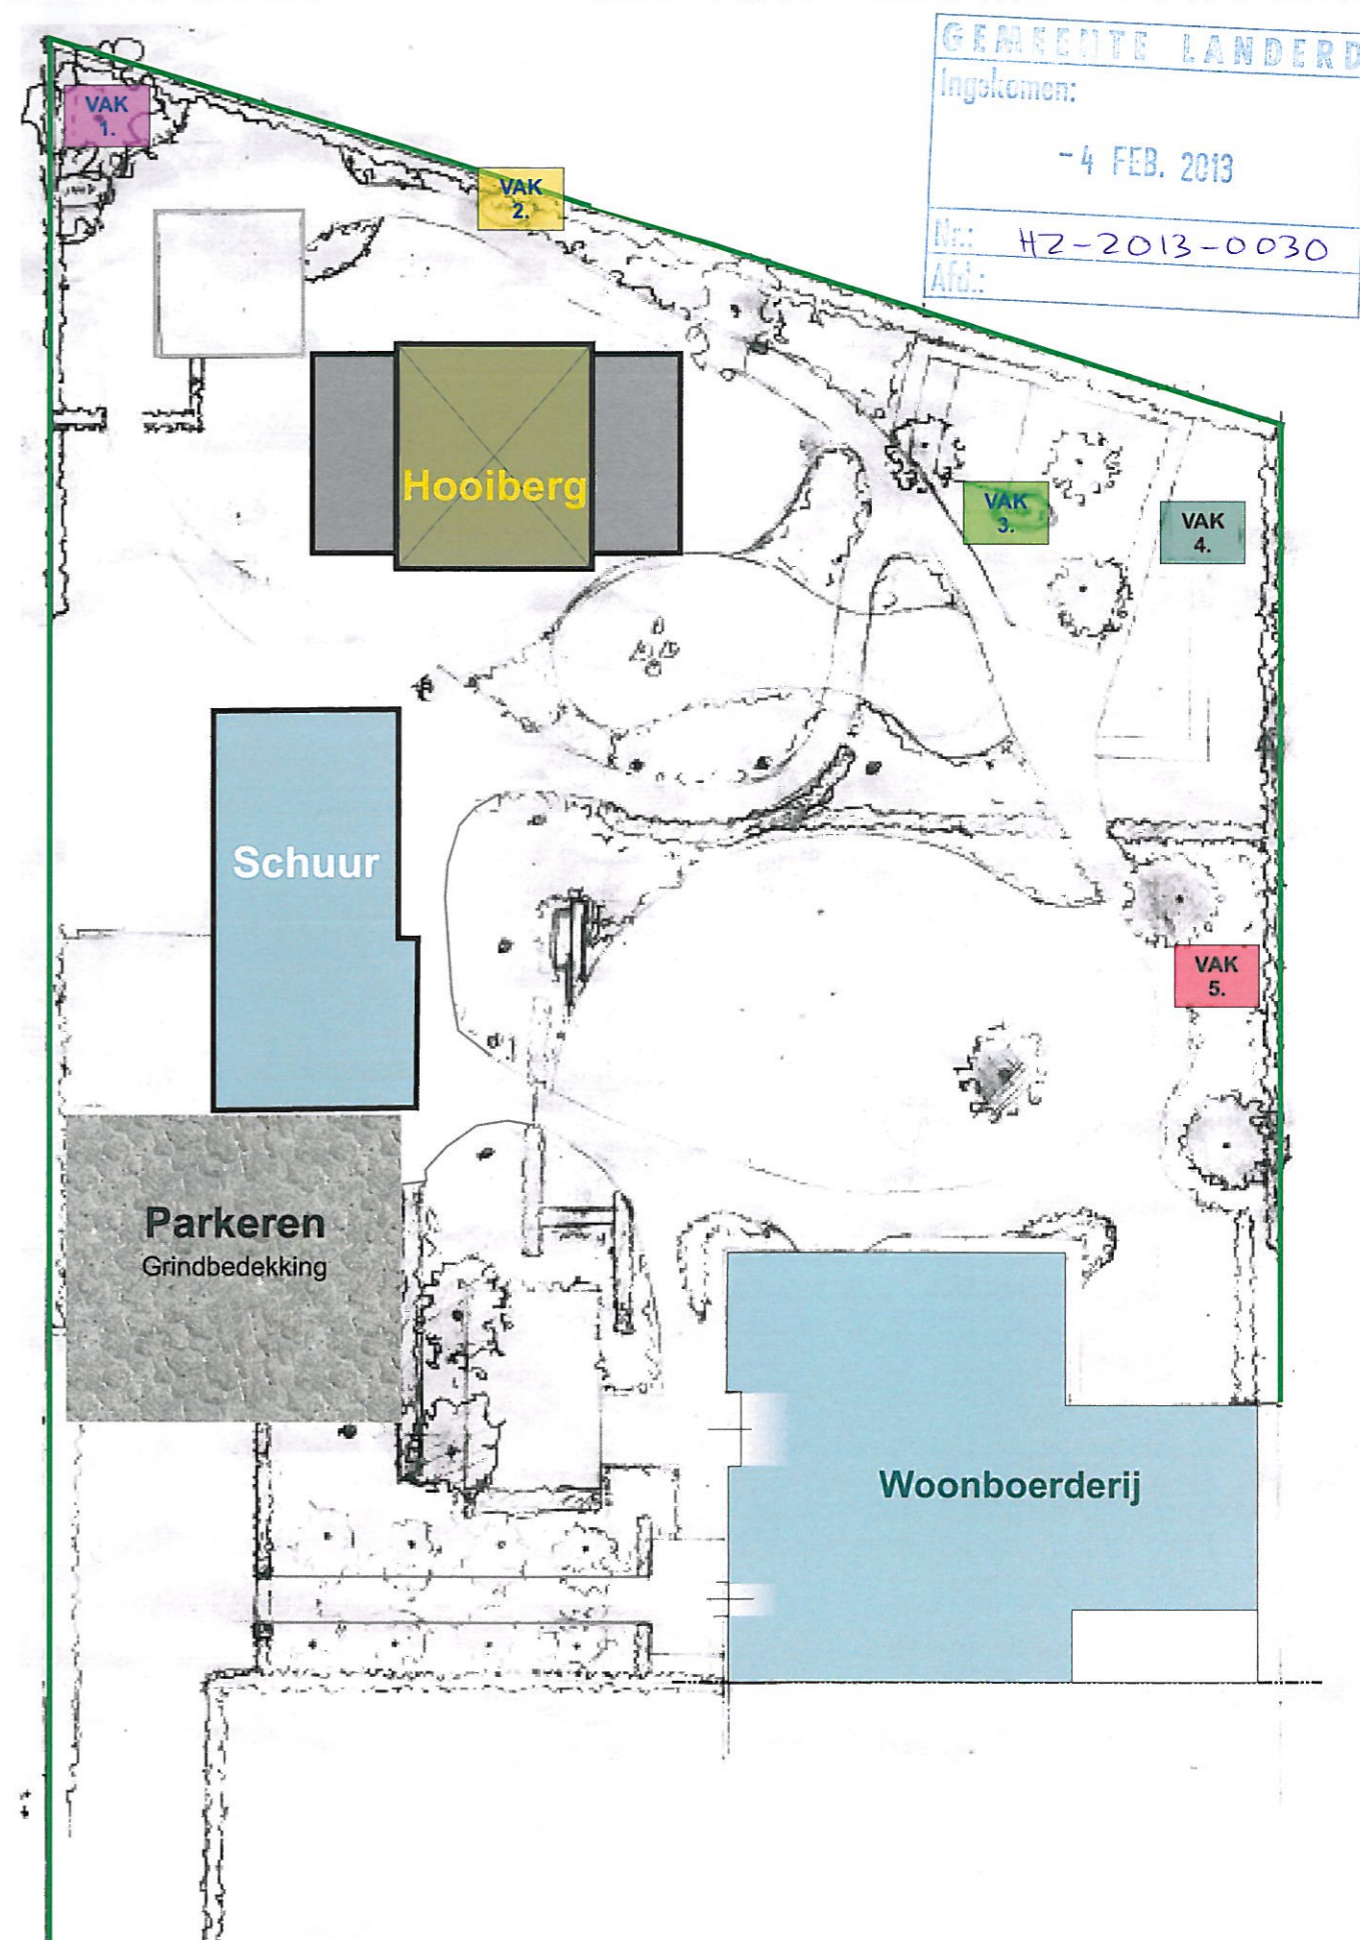 GEMEENTE LANDERD
Ingekomen:
-4 FEB. 2013
Nr.: HZ-2013-0030
Afd.:
VAK
1.
VAK
2.
Hooiberg
VAK
3.
VAK
4.
Schuur
VAK
5.
Parkeren
Grindbedekking
Woonboerderij